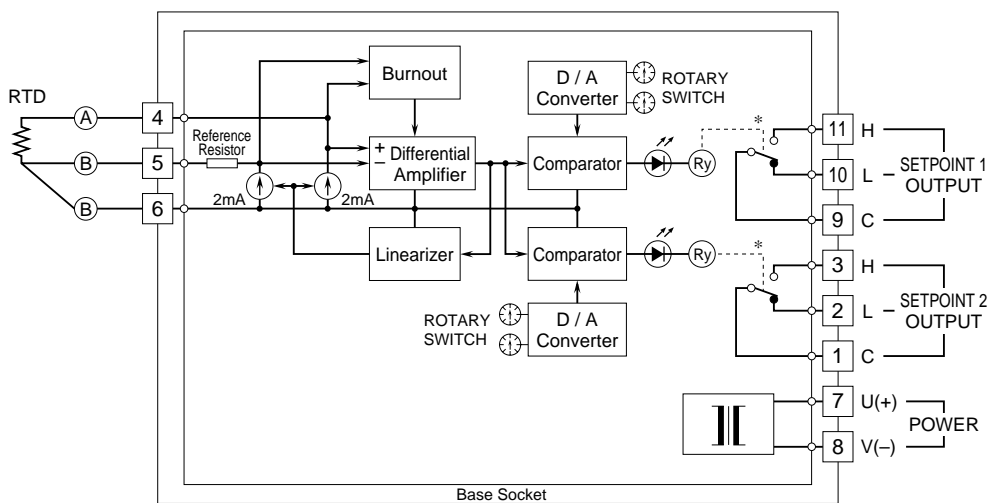 RTD
A
B
B
4
5
6
Reference
Resistor
2mA
2mA
Burnout
+
−
Differential
Amplifier
Linearizer
D / A
Converter
ROTARY
SWITCH
Comparator
Ry
*
Comparator
Ry
*
ROTARY
SWITCH
D / A
Converter
11 H
10 L
9 C
SETPOINT 1
OUTPUT
3 H
2 L
1 C
SETPOINT 2
OUTPUT
7 U(+)
8 V(−)
POWER
Base Socket